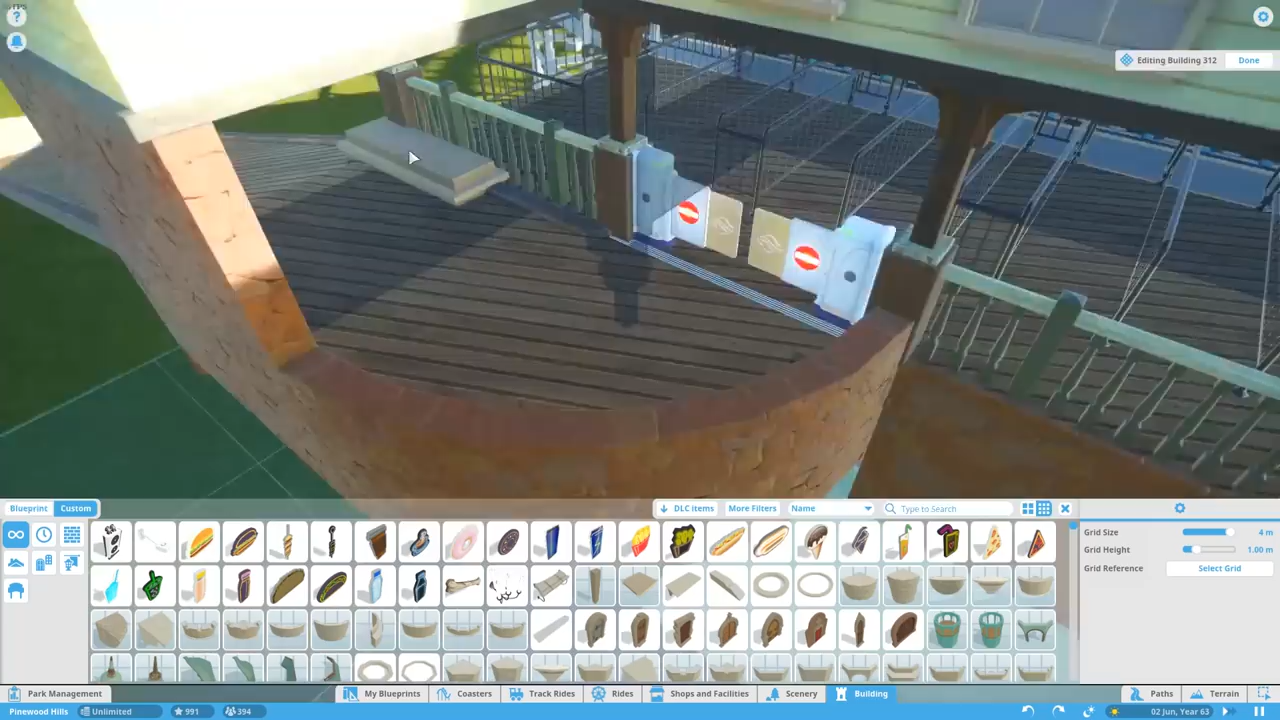 Editing Building 312 Done
Blueprint Custom
DLC Items More Filters Name Type to Search
Grid Size 4 m
Grid Height 1.00 m
Grid Reference Select Grid
Park Management My Blueprints Coasters Track Rides Rides Shops and Facilities Scenery Building Paths Terrain
Pinewood Hills Unlimited 991 394 02 Jun, Year 63